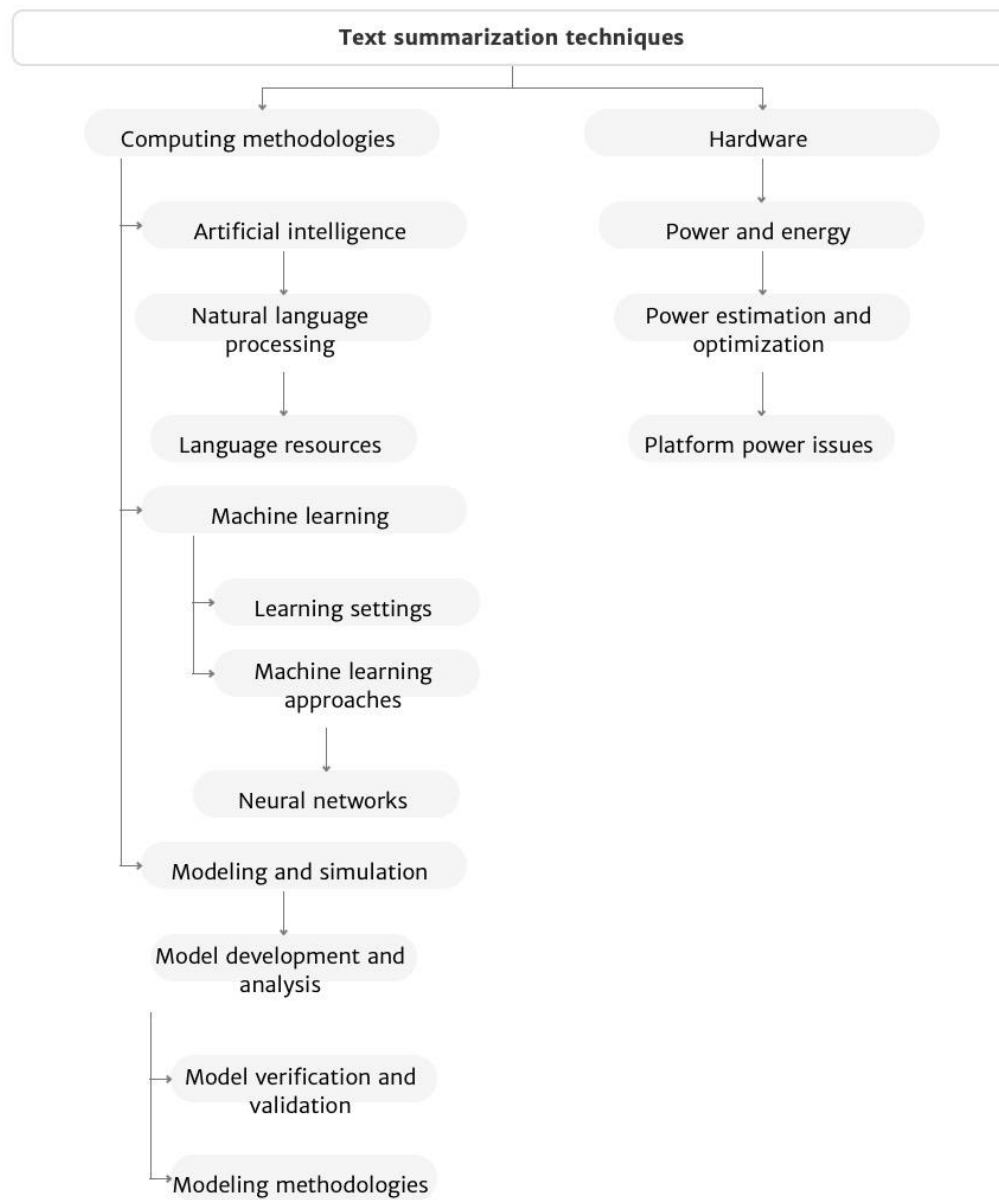 Text summarization techniques
Computing methodologies
Artificial intelligence
Natural language
processing
Language resources
Machine learning
Learning settings
Machine learning
approaches
Neural networks
Modeling and simulation
Model development and
analysis
Model verification and
validation
Modeling methodologies
Hardware
Power and energy
Power estimation and
optimization
Platform power issues